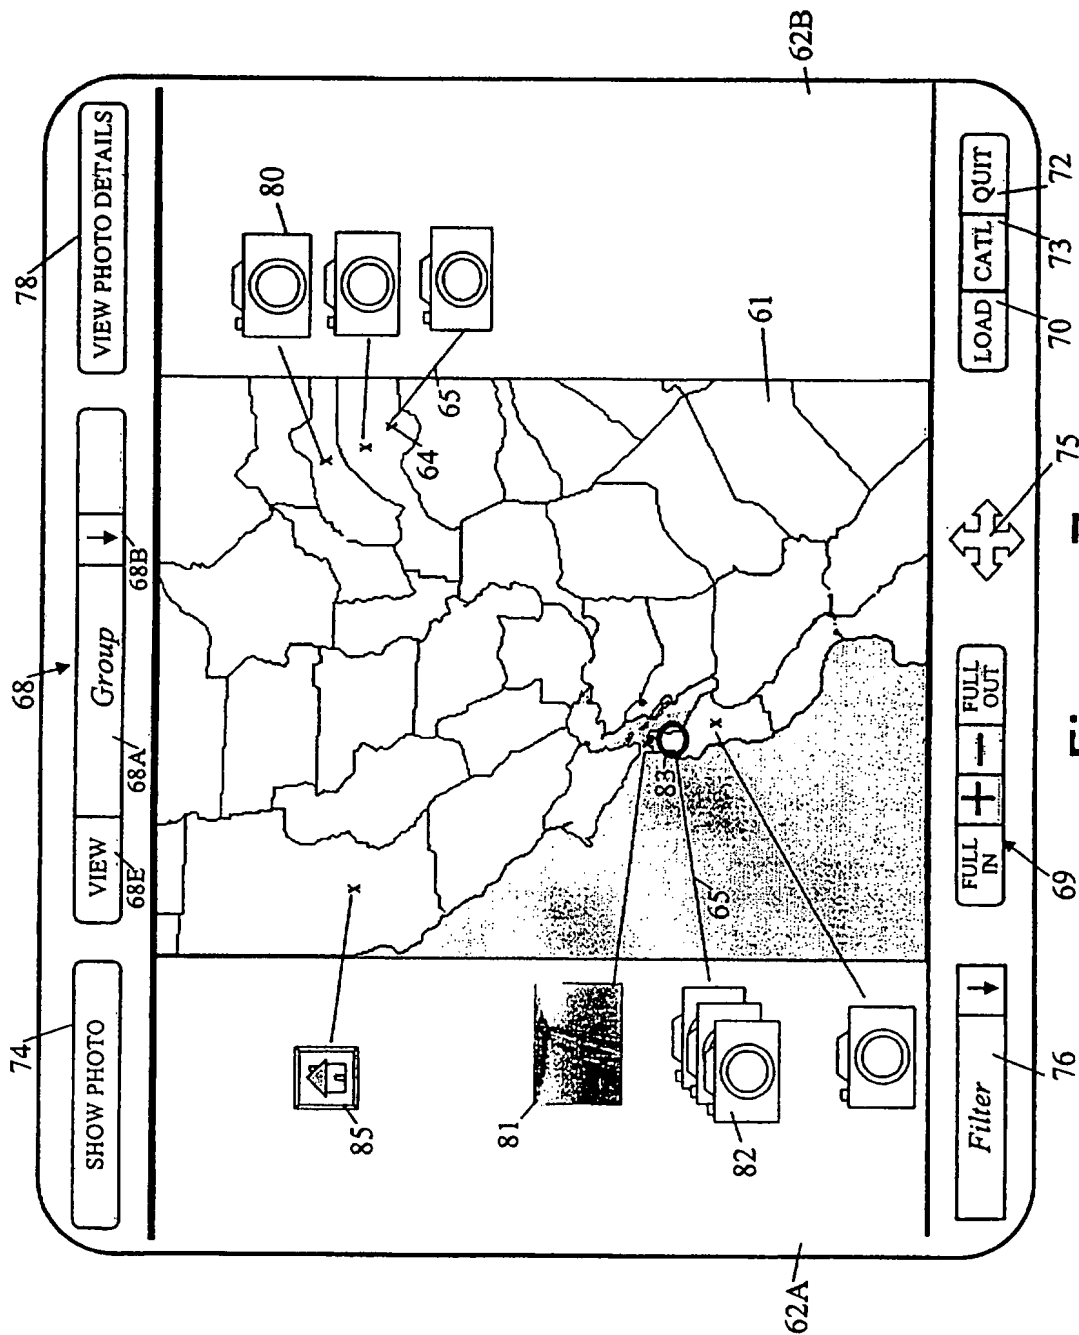 74
68
78
SHOW PHOTO
VIEW
Group
↓
VIEW PHOTO DETAILS
68E
68A
68B
80
85
64
65
81
83
65
61
82
62A
62B
Filter
↓
FULL
IN
+
−
FULL
OUT
LOAD
CATL
QUIT
76
69
75
70
73
72